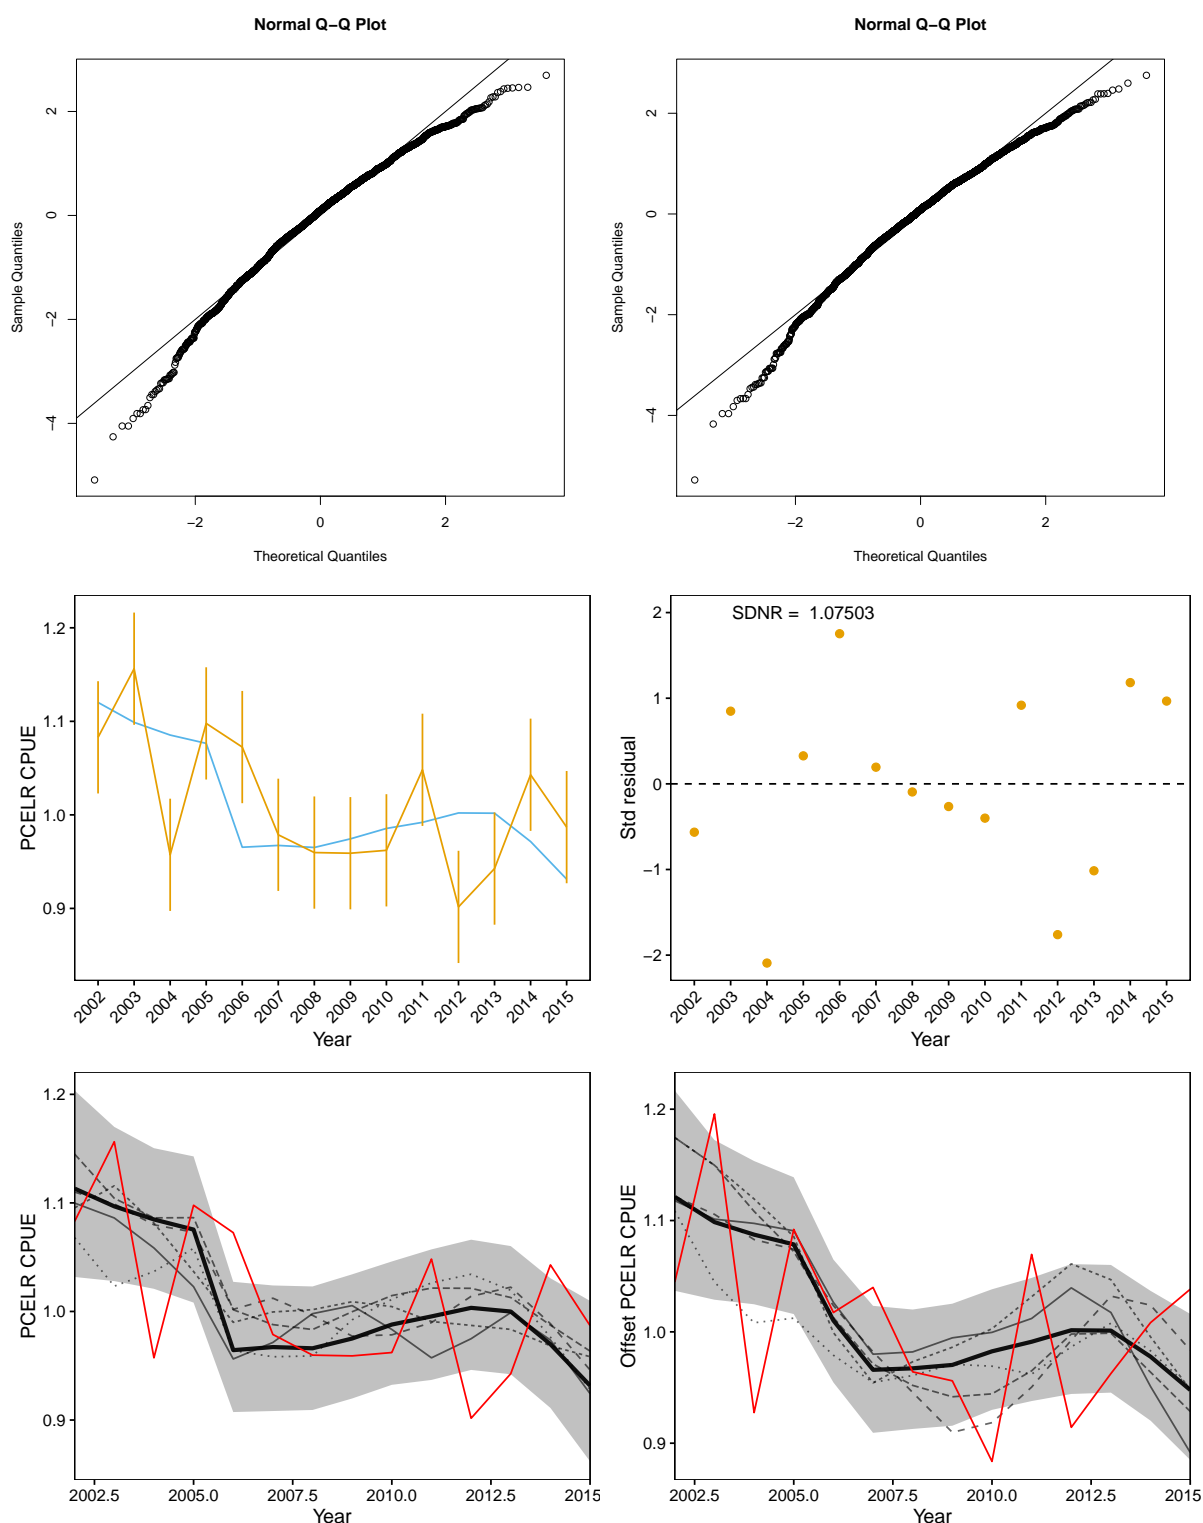 Normal Q−Q Plot
Normal Q−Q Plot
2
0
−2
−4
Sample Quantiles
−2 0 2
Theoretical Quantiles
2
0
−2
−4
Sample Quantiles
−2 0 2
Theoretical Quantiles
1.2
1.1
1.0
0.9
PCELR CPUE
2002 2003 2004 2005 2006 2007 2008 2009 2010 2011 2012 2013 2014 2015
Year
SDNR = 1.07503
2
1
0
−1
−2
Std residual
2002 2003 2004 2005 2006 2007 2008 2009 2010 2011 2012 2013 2014 2015
Year
1.2
1.1
1.0
0.9
PCELR CPUE
2002.5 2005.0 2007.5 2010.0 2012.5 2015
Year
1.2
1.1
1.0
0.9
Offset PCELR CPUE
2002.5 2005.0 2007.5 2010.0 2012.5 2015
Year